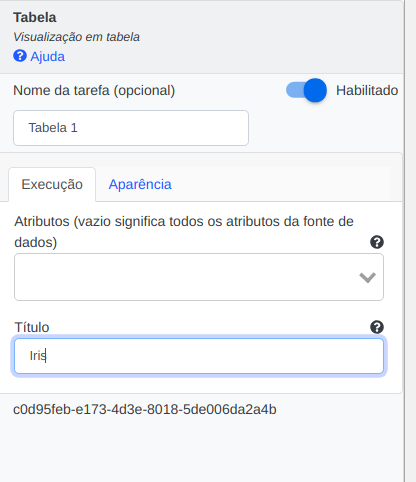 Tabela
Visualização em tabela
Ajuda
Nome da tarefa (opcional)
Habilitado
Tabela 1
Execução
Aparência
Atributos (vazio significa todos os atributos da fonte de
dados)
Título
Iris
c0d95feb-e173-4d3e-8018-5de006da2a4b